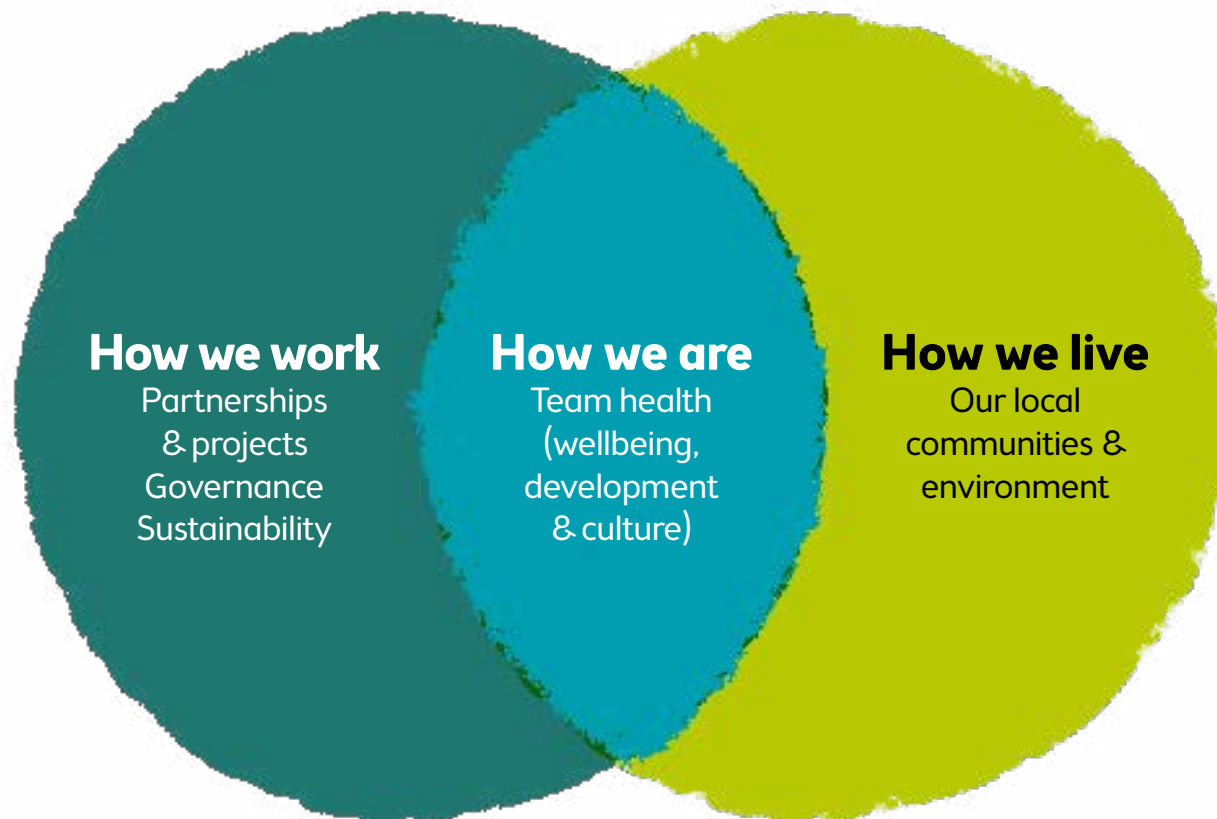 How we work
Partnerships
& projects
Governance
Sustainability
How we are
Team health
(wellbeing,
development
& culture)
How we live
Our local
communities &
environment